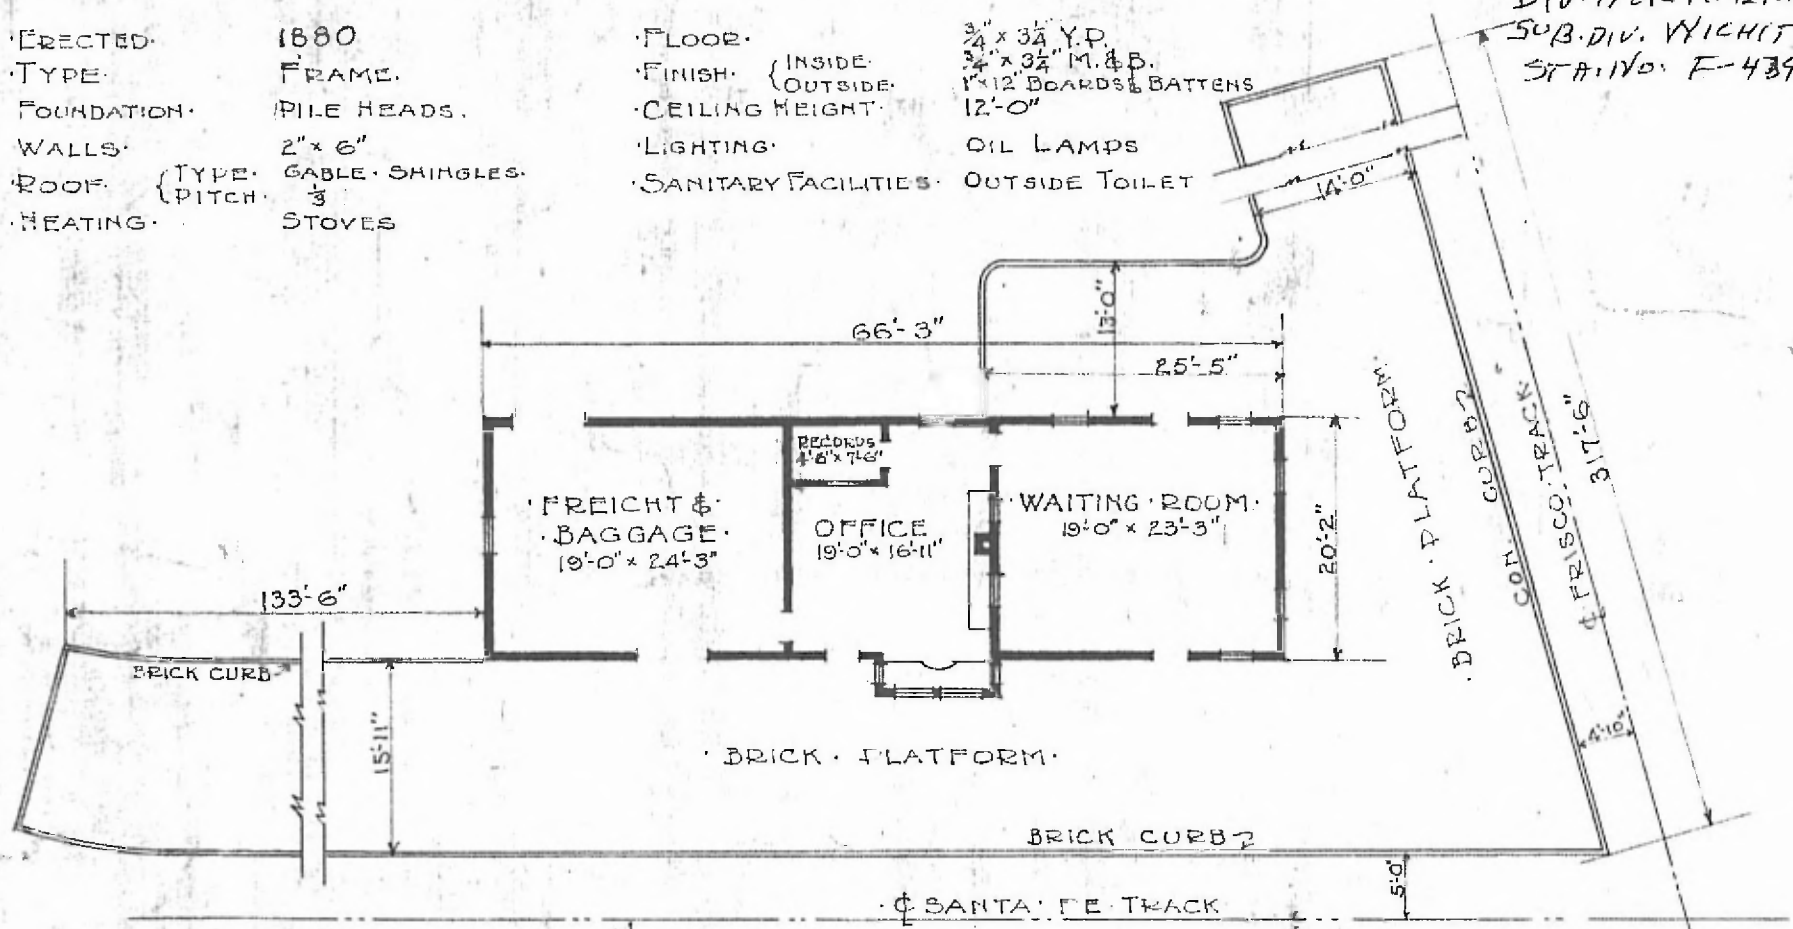 ·ERECTED· 1880
·TYPE· FRAME.
FOUNDATION· PILE HEADS.
·WALLS· 2" x 6"
·ROOF· { TYPE· GABLE · SHINGLES·
PITCH· 1/3
·HEATING· STOVES
·FLOOR· 3/4" x 3 1/4" Y.P.
·FINISH· { INSIDE· 3/4" x 3 1/4" M. & B.
OUTSIDE· 1" x 12" BOARDS & BATTENS
·CEILING HEIGHT· 12'-0"
·LIGHTING· OIL LAMPS
·SANITARY FACILITIES· OUTSIDE TOILET
SUB. DIV. WICHIT
STA. NO. F-439
14'-0"
13'-0"
66'-3"
25'-5"
RECORDS
4'-6" x 7'-6"
·FREIGHT &
·BAGGAGE·
19'-0" x 24'-3"
OFFICE
19'-0" x 16'-11"
·WAITING · ROOM·
19'-0" x 23'-3"
20'-2"
·BRICK · PLATFORM·
CON. CURB
℄ FRISCO · TRACK·
317'-6"
4'-10"
133'-6"
BRICK CURB
15'-11"
·BRICK · PLATFORM·
BRICK CURB
5'-0"
·℄ SANTA · FE · TRACK